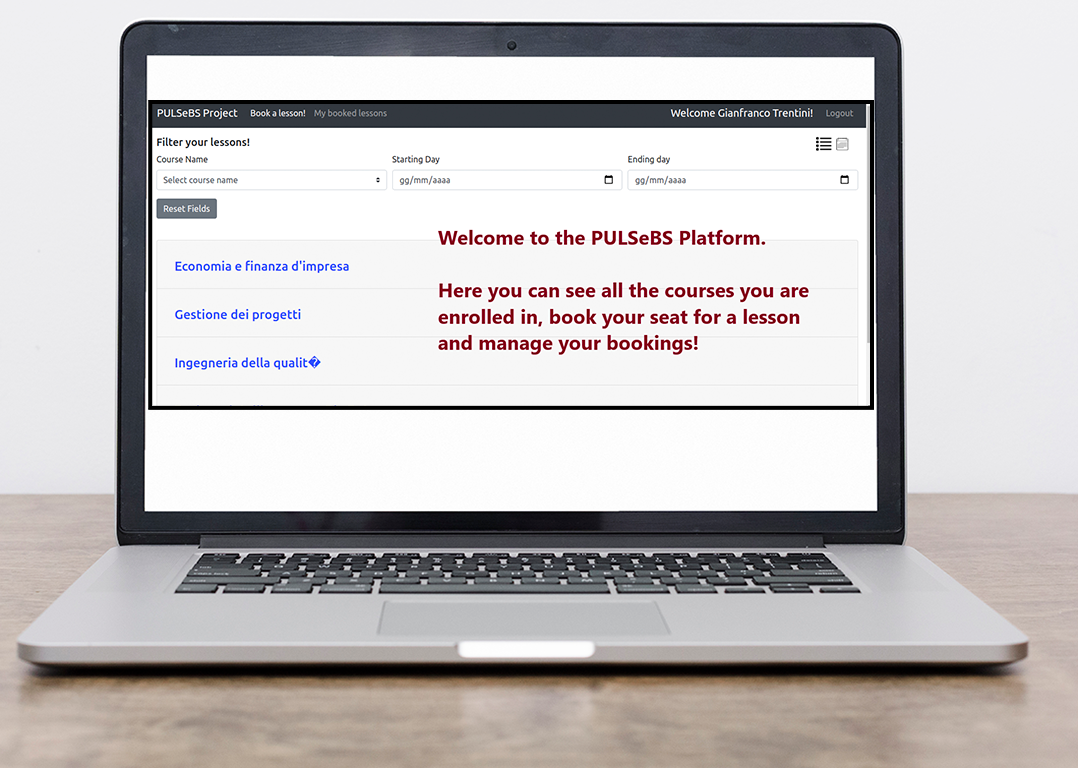 PULSeBS Project Book a lesson! My booked lessons Welcome Gianfranco Trentini! Logout
Filter your lessons!
Course Name Starting Day Ending day
Select course name gg/mm/aaaa gg/mm/aaaa
Reset Fields
Welcome to the PULSeBS Platform.
Economia e finanza d'impresa
Here you can see all the courses you are
Gestione dei progetti
enrolled in, book your seat for a lesson
and manage your bookings!
Ingegneria della qualit�